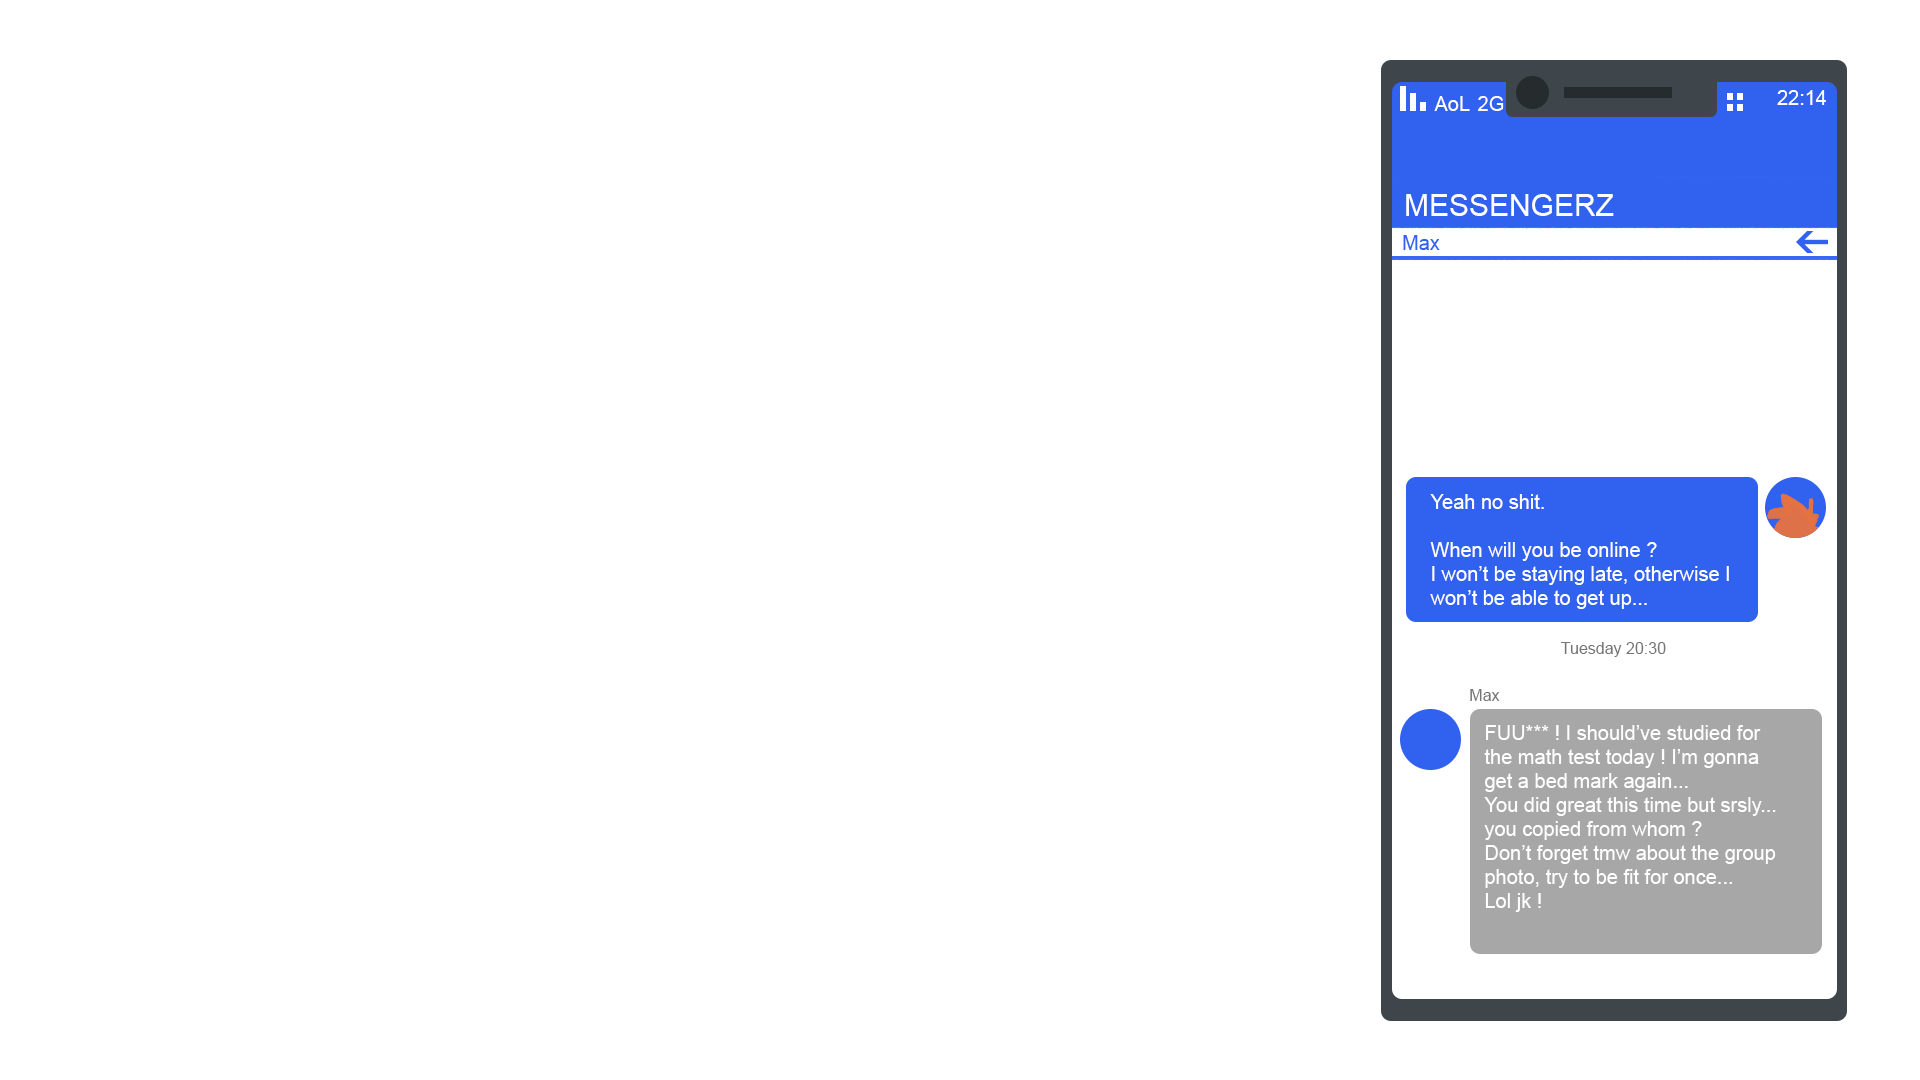 AoL 2G
22:14
MESSENGERZ
Max
Yeah no shit.
When will you be online ?
I won’t be staying late, otherwise I
won’t be able to get up...
Tuesday 20:30
Max
FUU*** ! I should’ve studied for
the math test today ! I’m gonna
get a bed mark again...
You did great this time but srsly...
you copied from whom ?
Don’t forget tmw about the group
photo, try to be fit for once...
Lol jk !